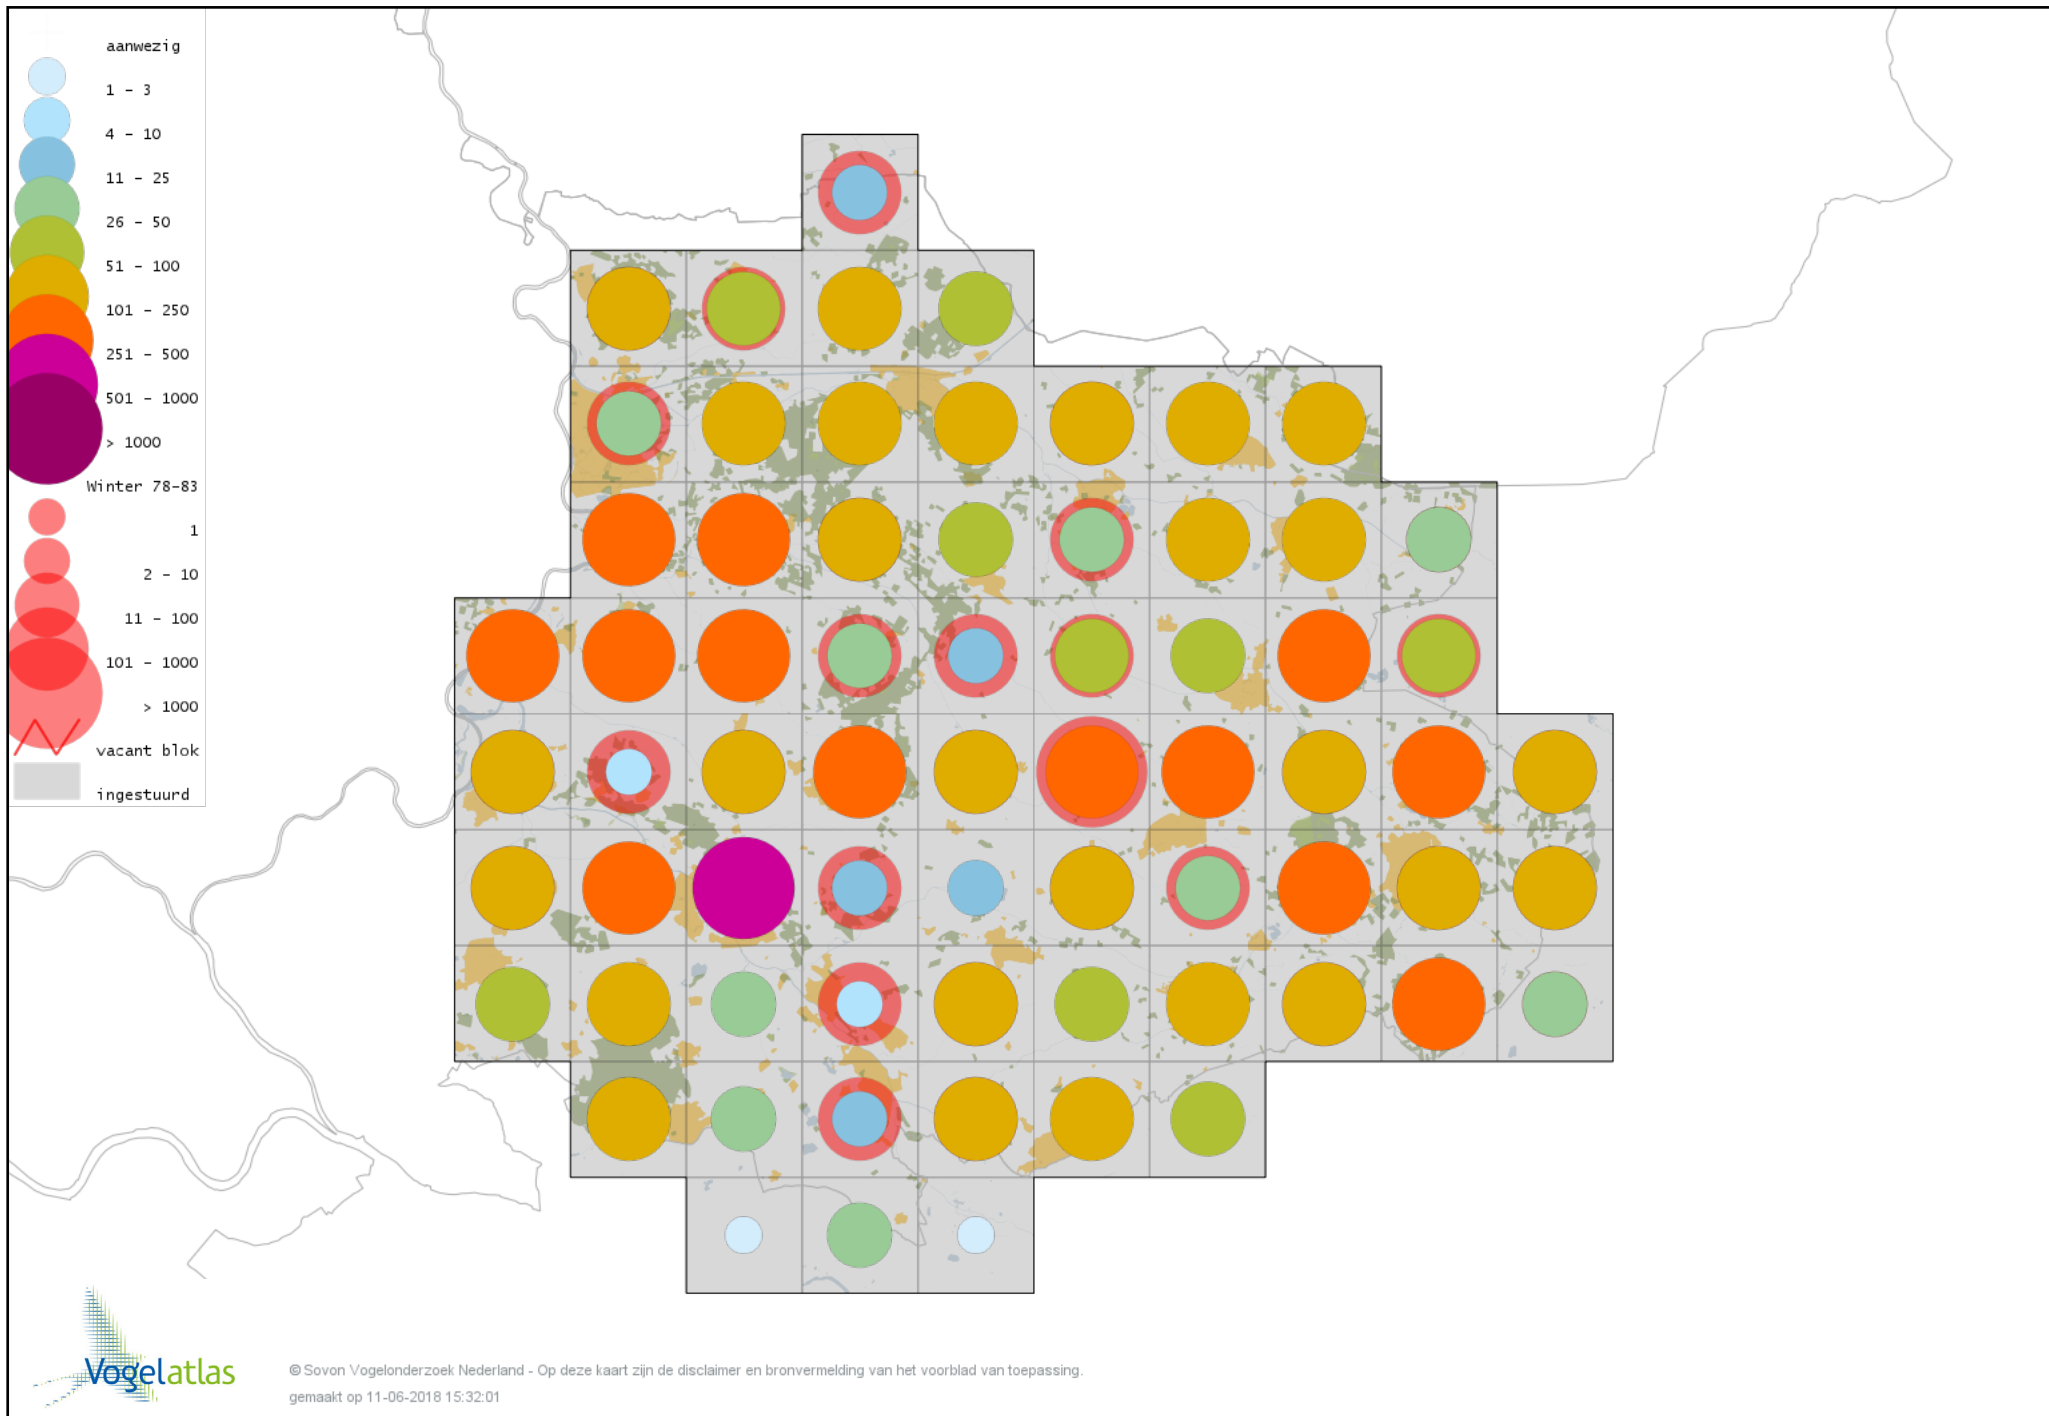 aanwezig
1 - 3
4 - 10
11 - 25
26 - 50
51 - 100
101 - 250
251 - 500
501 - 1000
> 1000
Winter 78-83
1
2 - 10
11 - 100
101 - 1000
> 1000
vacant blok
ingestuurd
Vogelatlas
© Sovon Vogelonderzoek Nederland - Op deze kaart zijn de disclaimer en bronvermelding van het voorblad van toepassing.
gemaakt op 11-06-2018 15:32:01